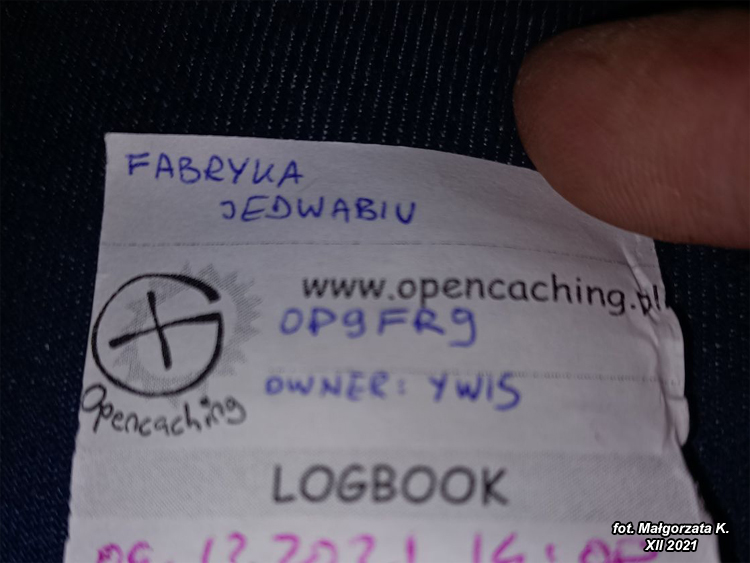 FABRYKA
JEDWABIU
www.opencaching.pl
OP9FR9
OWNER: YWIS
Opencaching
LOGBOOK
fot. Małgorzata K.
XII 2021